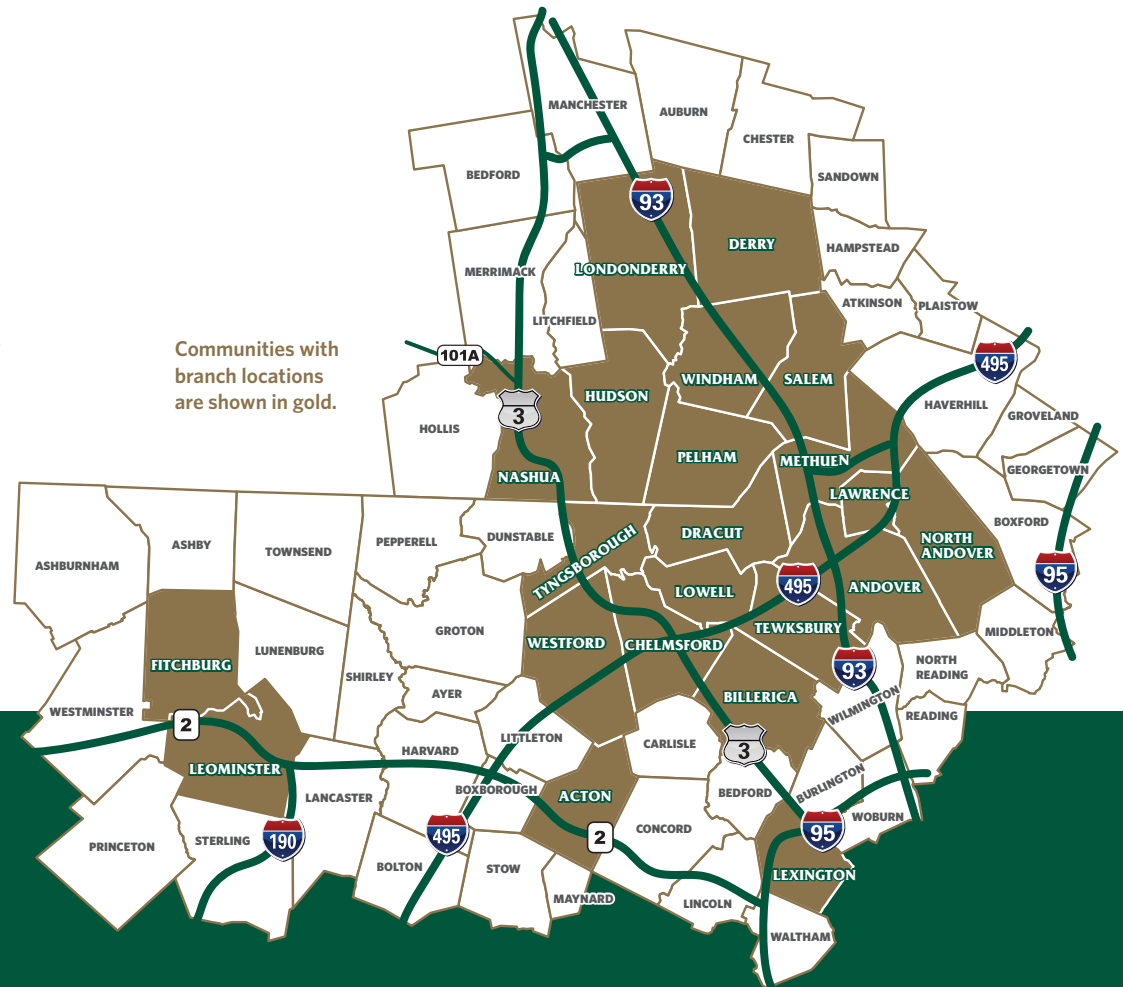 MANCHESTER
AUBURN
CHESTER
BEDFORD
SANDOWN
93
DERRY
HAMPSTEAD
LONDONDERRY
MERRIMACK
ATKINSON
PLAISTOW
LITCHFIELD
Communities with
branch locations
are shown in gold.
101A
495
WINDHAM
SALEM
HUDSON
3
HAVERHILL
GROVELAND
HOLLIS
PELHAM
METHUEN
GEORGETOWN
NASHUA
LAWRENCE
BOXFORD
DUNSTABLE
DRACUT
NORTH
ANDOVER
PEPPERELL
ASHBY
TOWNSEND
ASHBURNHAM
TYNGSBOROUGH
95
495
ANDOVER
LOWELL
TEWKSBURY
GROTON
MIDDLETON
WESTFORD
CHELMSFORD
LUNENBURG
FITCHBURG
93
NORTH
READING
SHIRLEY
AYER
BILLERICA
WILMINGTON
WESTMINSTER
READING
2
LITTLETON
CARLISLE
3
HARVARD
LEOMINSTER
BURLINGTON
BOXBOROUGH
ACTON
BEDFORD
LANCASTER
WOBURN
CONCORD
95
495
2
190
STERLING
PRINCETON
BOLTON
STOW
LEXINGTON
MAYNARD
LINCOLN
WALTHAM